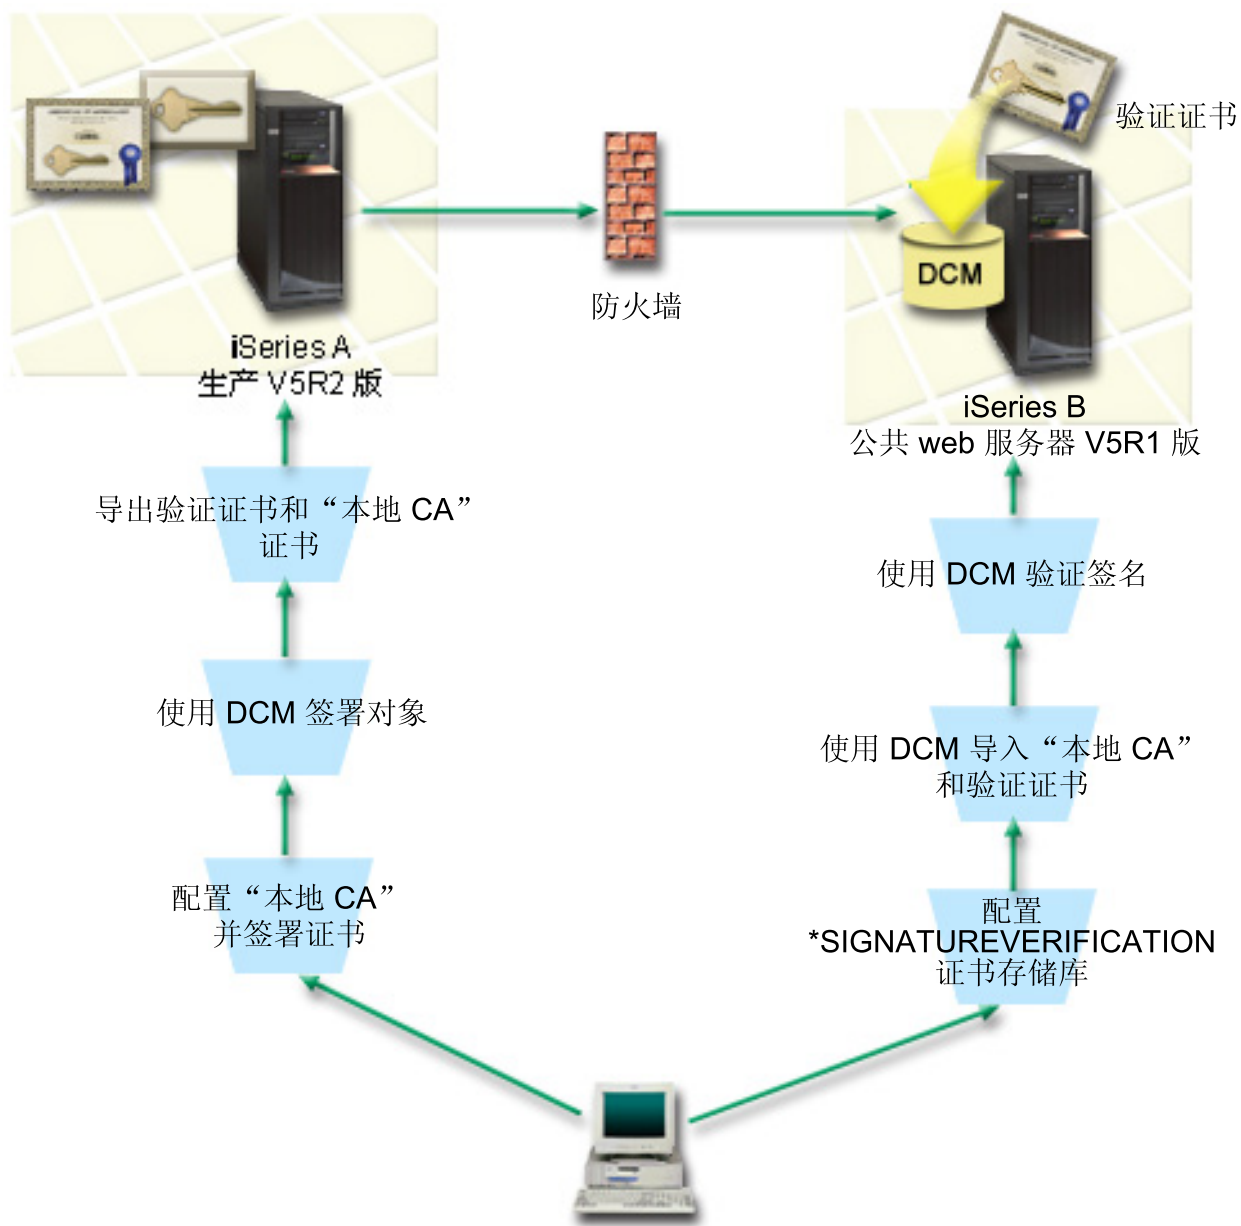 验证证书
DCM
防火墙
iSeries A
生产 V5R2 版
iSeries B
公共 web 服务器 V5R1 版
导出验证证书和“本地 CA”
证书
使用 DCM 验证签名
使用 DCM 签署对象
使用 DCM 导入“本地 CA”
和验证证书
配置“本地 CA”
并签署证书
配置
*SIGNATUREVERIFICATION
证书存储库